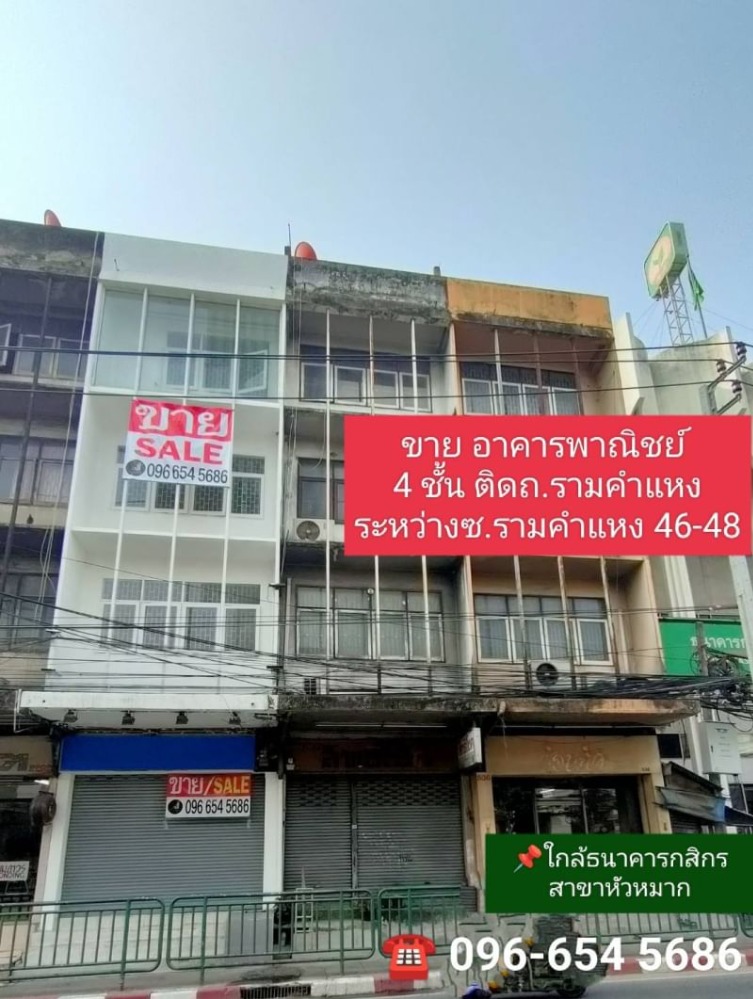 ขาย
SALE
096 654 5686
ขาย อาคารพาณิชย์
4 ชั้น ติดถ.รามคำแหง
ระหว่างซ.รามคำแหง 46-48
ขาย/SALE
096 654 5686
📌ใกล้ธนาคารกสิกร
สาขาหัวหมาก
☎️ 096-654 5686